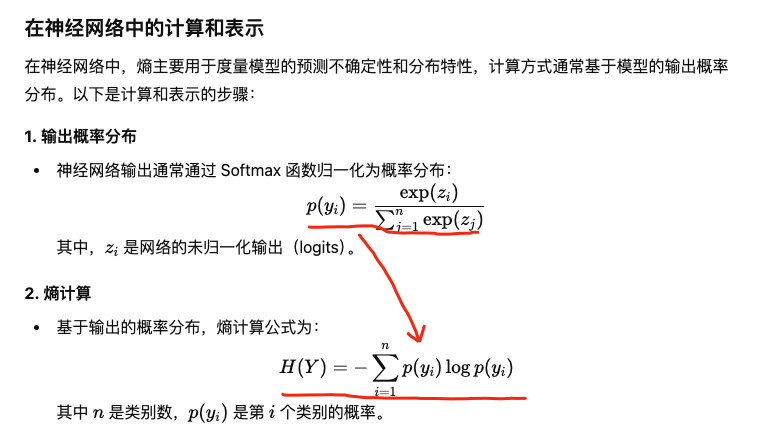 在神经网络中的计算和表示
在神经网络中，熵主要用于度量模型的预测不确定性和分布特性，计算方式通常基于模型的输出概率
分布。以下是计算和表示的步骤：
1. 输出概率分布
• 神经网络输出通常通过 Softmax 函数归一化为概率分布：
p(y_i) = \frac{\exp(z_i)}{\sum_{j=1}^{n} \exp(z_j)}
其中，z_i 是网络的未归一化输出（logits）。
2. 熵计算
• 基于输出的概率分布，熵计算公式为：
H(Y) = -\sum_{i=1}^{n} p(y_i) \log p(y_i)
其中 n 是类别数，p(y_i) 是第 i 个类别的概率。